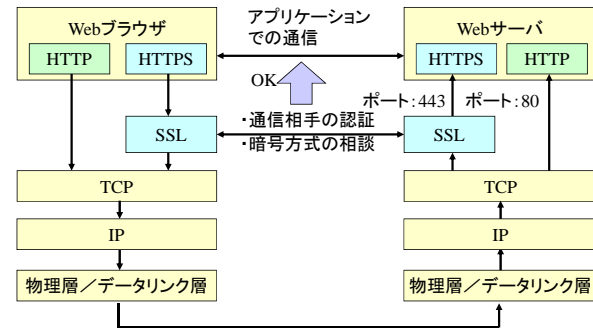 Webブラウザ
HTTP
HTTPS
アプリケーション
での通信
OK
Webサーバ
HTTPS
HTTP
ポート:443
ポート:80
SSL
・通信相手の認証
・暗号方式の相談
SSL
TCP
TCP
IP
IP
物理層/データリンク層
物理層/データリンク層